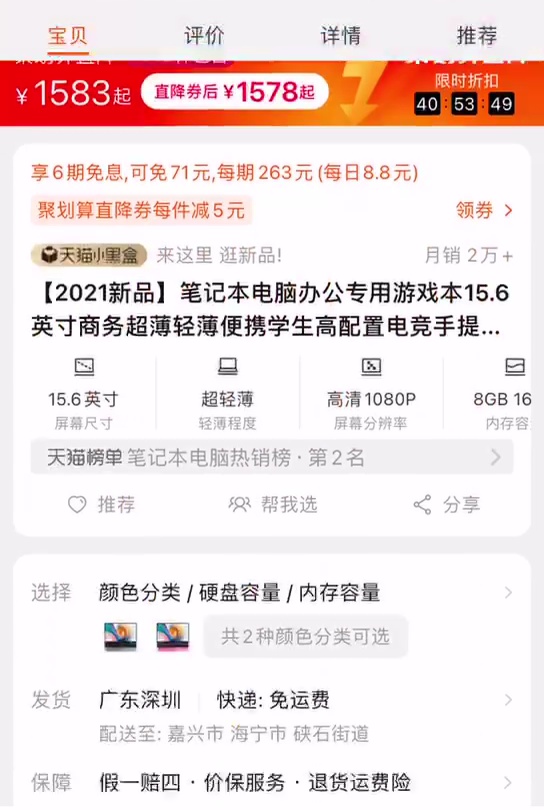 宝贝 评价 详情 推荐
¥1583起 直降券后¥1578起 限时折扣
40:53:49
享6期免息,可免71元,每期263元(每日8.8元)
聚划算直降券每件减5元 领券
天猫小黑盒 来这里 逛新品! 月销 2万+
【2021新品】笔记本电脑办公专用游戏本15.6
英寸商务超薄轻薄便携学生高配置电竞手提...
15.6英寸 超轻薄 高清1080P 8GB 16
屏幕尺寸 轻薄程度 屏幕分辨率 内存容
天猫榜单 笔记本电脑热销榜·第2名
推荐 帮我选 分享
选择 颜色分类 / 硬盘容量 / 内存容量
共2种颜色分类可选
发货 广东深圳 快递: 免运费
配送至: 嘉兴市 海宁市 硖石街道
保障 假一赔四 · 价保服务 · 退货运费险